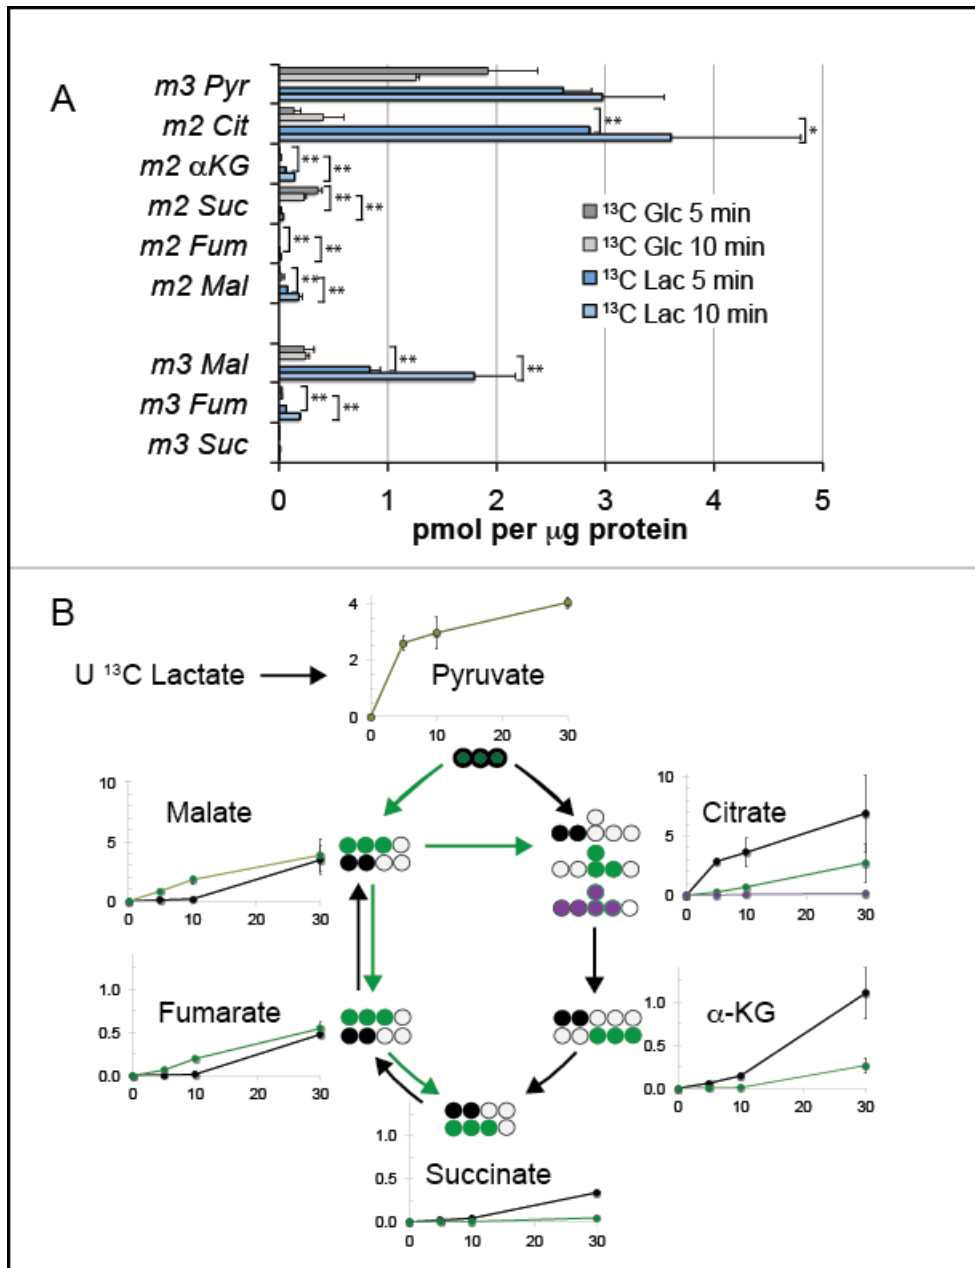 A
m3 Pyr
m2 Cit
m2 αKG
m2 Suc
m2 Fum
m2 Mal
m3 Mal
m3 Fum
m3 Suc
**
*
**
**
**
**
**
**
**
**
**
**
**
**
¹³C Glc 5 min
¹³C Glc 10 min
¹³C Lac 5 min
¹³C Lac 10 min
0 1 2 3 4 5
pmol per µg protein
B
U ¹³C Lactate
Pyruvate
4
2
0
0 10 20 30
Malate
10
5
0
0 10 20 30
Citrate
10
5
0
0 10 20 30
Fumarate
1.0
0.5
0.0
0 10 20 30
α-KG
1.0
0.5
0.0
0 10 20 30
Succinate
1.0
0.5
0.0
0 10 20 30